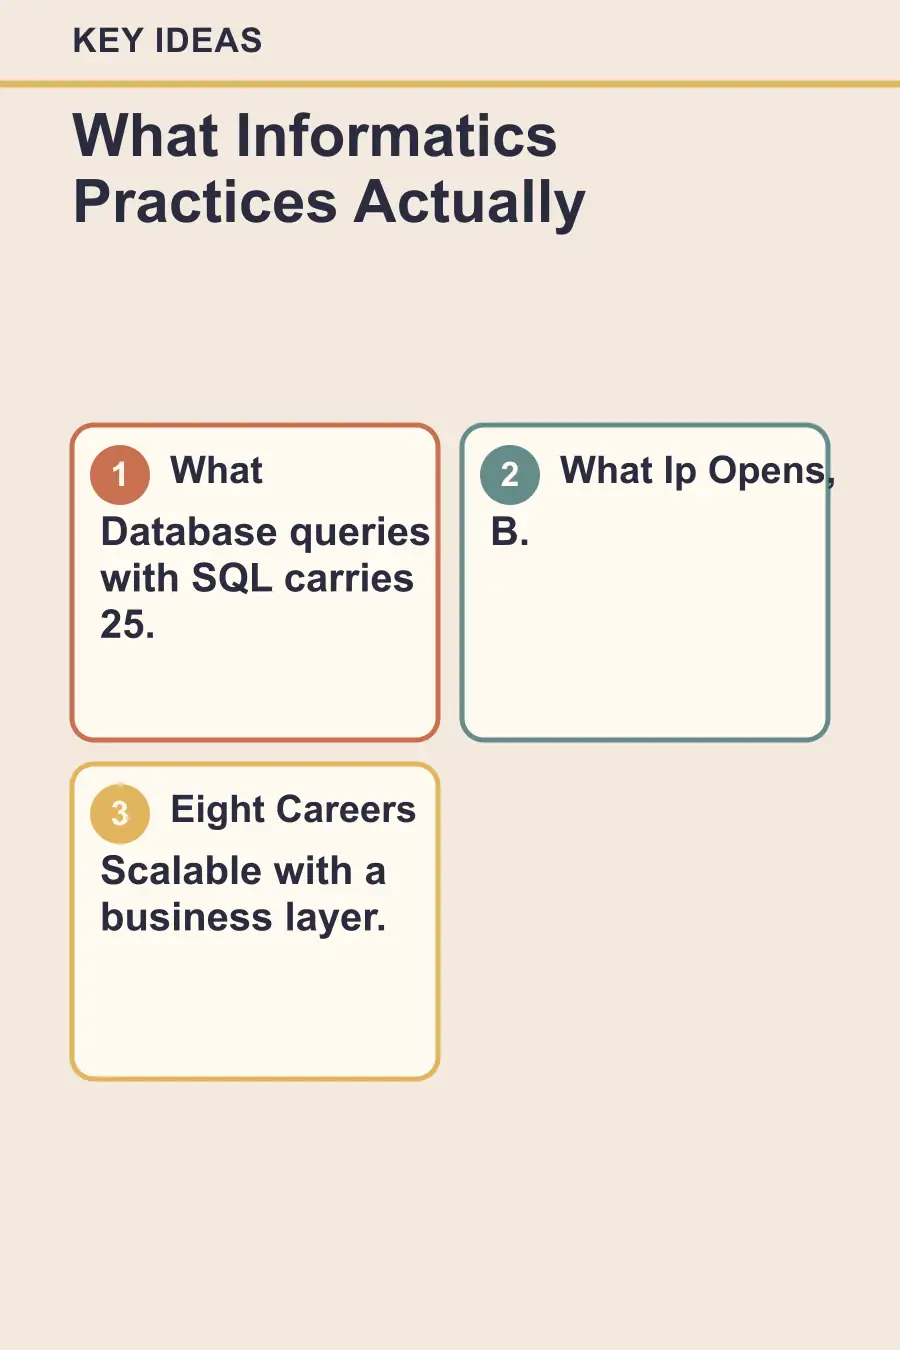 KEY IDEAS
What Informatics
Practices Actually
1 What
Database queries
with SQL carries
25.
2 What Ip Opens,
B.
3 Eight Careers
Scalable with a
business layer.